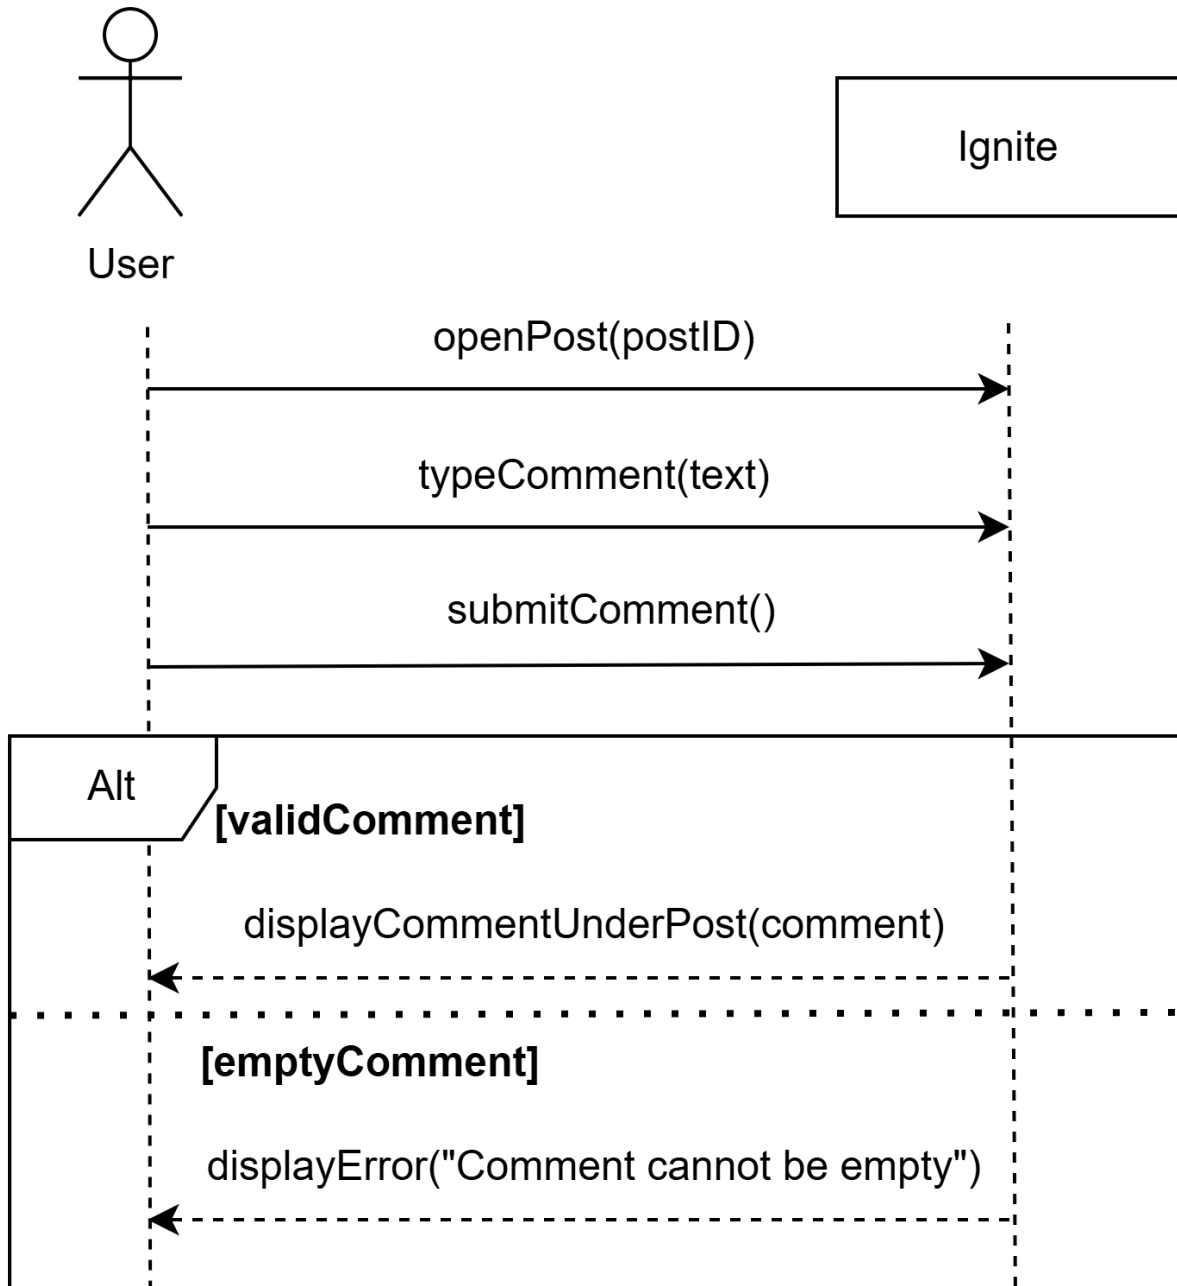 User
Ignite
openPost(postID)
typeComment(text)
submitComment()
Alt
[validComment]
displayCommentUnderPost(comment)
[emptyComment]
displayError("Comment cannot be empty")